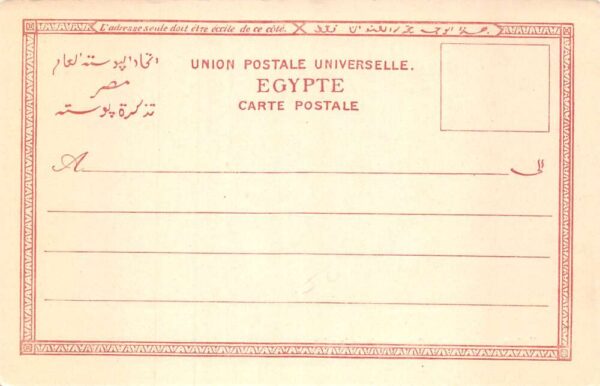 L'adresse seule doit être écrite de ce côté.
اتحاد البوسته العام
مصر
تذكرة بوسته
UNION POSTALE UNIVERSELLE.
EGYPTE
CARTE POSTALE
A
الى